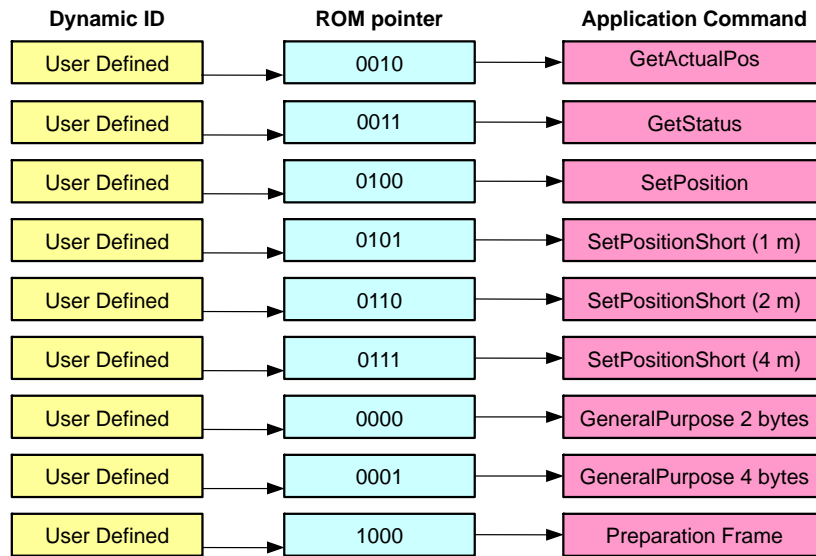 Dynamic ID ROM pointer Application Command
User Defined 0010 GetActualPos
User Defined 0011 GetStatus
User Defined 0100 SetPosition
User Defined 0101 SetPositionShort (1 m)
User Defined 0110 SetPositionShort (2 m)
User Defined 0111 SetPositionShort (4 m)
User Defined 0000 GeneralPurpose 2 bytes
User Defined 0001 GeneralPurpose 4 bytes
User Defined 1000 Preparation Frame